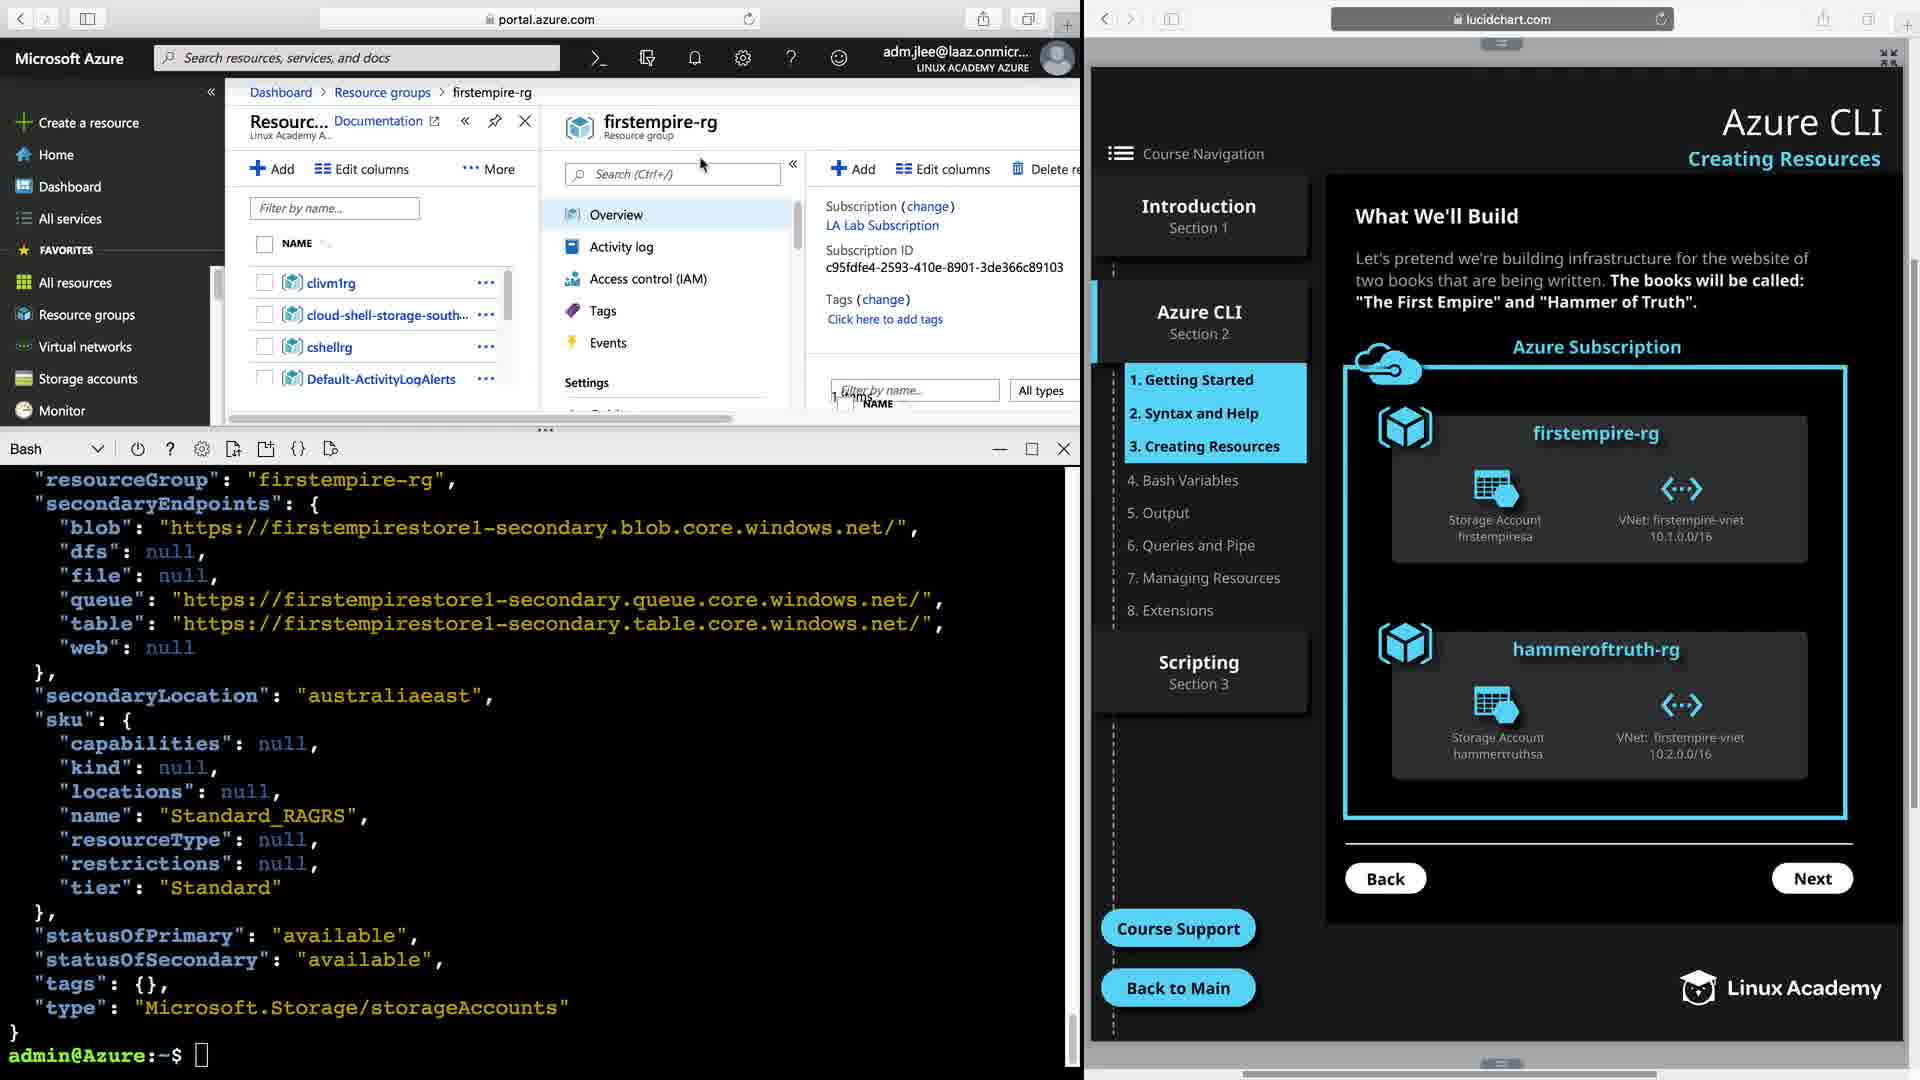 portal.azure.com
Microsoft Azure
Search resources, services, and docs
adm.jlee@laaz.onmicr...
LINUX ACADEMY AZURE
Create a resource
Home
Dashboard
All services
FAVORITES
All resources
Resource groups
Virtual networks
Storage accounts
Monitor
Dashboard > Resource groups > firstempire-rg
Resourc... Documentation
Linux Academy A...
Add Edit columns More
Filter by name...
NAME
clivm1rg
cloud-shell-storage-south...
cshellrg
Default-ActivityLogAlerts
firstempire-rg
Resource group
Search (Ctrl+/)
Overview
Activity log
Access control (IAM)
Tags
Events
Settings
Add Edit columns Delete re
Subscription (change)
LA Lab Subscription
Subscription ID
c95fdfe4-2593-410e-8901-3de366c89103
Tags (change)
Click here to add tags
Filter by name... All types
1 items
NAME
Bash
"resourceGroup": "firstempire-rg",
"secondaryEndpoints": {
"blob": "https://firstempirestore1-secondary.blob.core.windows.net/",
"dfs": null,
"file": null,
"queue": "https://firstempirestore1-secondary.queue.core.windows.net/",
"table": "https://firstempirestore1-secondary.table.core.windows.net/",
"web": null
},
"secondaryLocation": "australiaeast",
"sku": {
"capabilities": null,
"kind": null,
"locations": null,
"name": "Standard_RAGRS",
"resourceType": null,
"restrictions": null,
"tier": "Standard"
},
"statusOfPrimary": "available",
"statusOfSecondary": "available",
"tags": {},
"type": "Microsoft.Storage/storageAccounts"
}
admin@Azure:~$
lucidchart.com
Azure CLI
Creating Resources
Course Navigation
Introduction
Section 1
Azure CLI
Section 2
1. Getting Started
2. Syntax and Help
3. Creating Resources
4. Bash Variables
5. Output
6. Queries and Pipe
7. Managing Resources
8. Extensions
Scripting
Section 3
Course Support
Back to Main
What We'll Build
Let's pretend we're building infrastructure for the website of
two books that are being written. The books will be called:
"The First Empire" and "Hammer of Truth".
Azure Subscription
firstempire-rg
Storage Account
firstempiresa
VNet: firstempire-vnet
10.1.0.0/16
hammeroftruth-rg
Storage Account
hammertruthsa
VNet: firstempire-vnet
10.2.0.0/16
Back
Next
Linux Academy